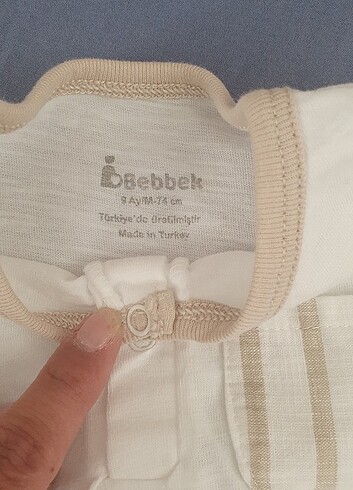 Bebbek
9 Ay/M-74 cm
Türkiye'de Üretilmiştir
Made in Turkey